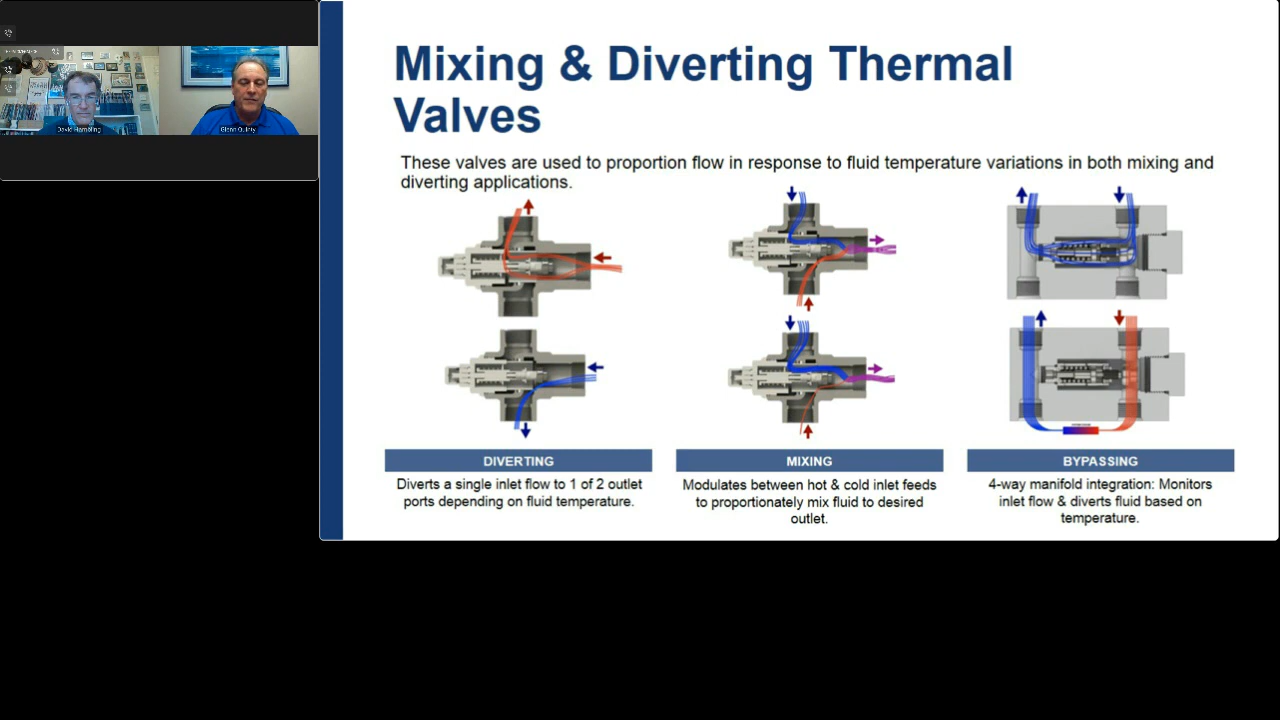 David Hambling
Glenn Quinty
Mixing & Diverting Thermal
Valves
These valves are used to proportion flow in response to fluid temperature variations in both mixing and
diverting applications.
DIVERTING
Diverts a single inlet flow to 1 of 2 outlet
ports depending on fluid temperature.
MIXING
Modulates between hot & cold inlet feeds
to proportionately mix fluid to desired
outlet.
BYPASSING
4-way manifold integration: Monitors
inlet flow & diverts fluid based on
temperature.